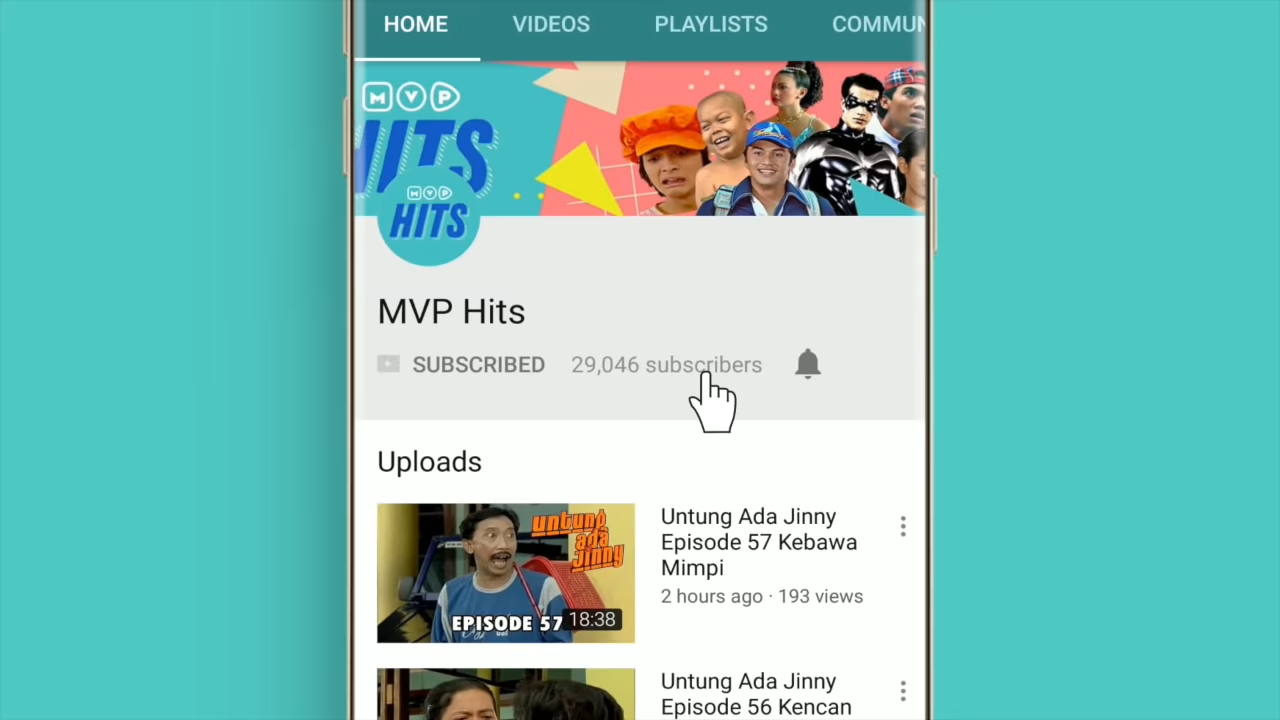 HOME VIDEOS PLAYLISTS COMMUN
MVP
HITS
MVP
HITS
MVP Hits
SUBSCRIBED 29,046 subscribers
Uploads
untung
ada
Jinny
EPISODE 57 18:38
Untung Ada Jinny
Episode 57 Kebawa
Mimpi
2 hours ago · 193 views
Untung Ada Jinny
Episode 56 Kencan